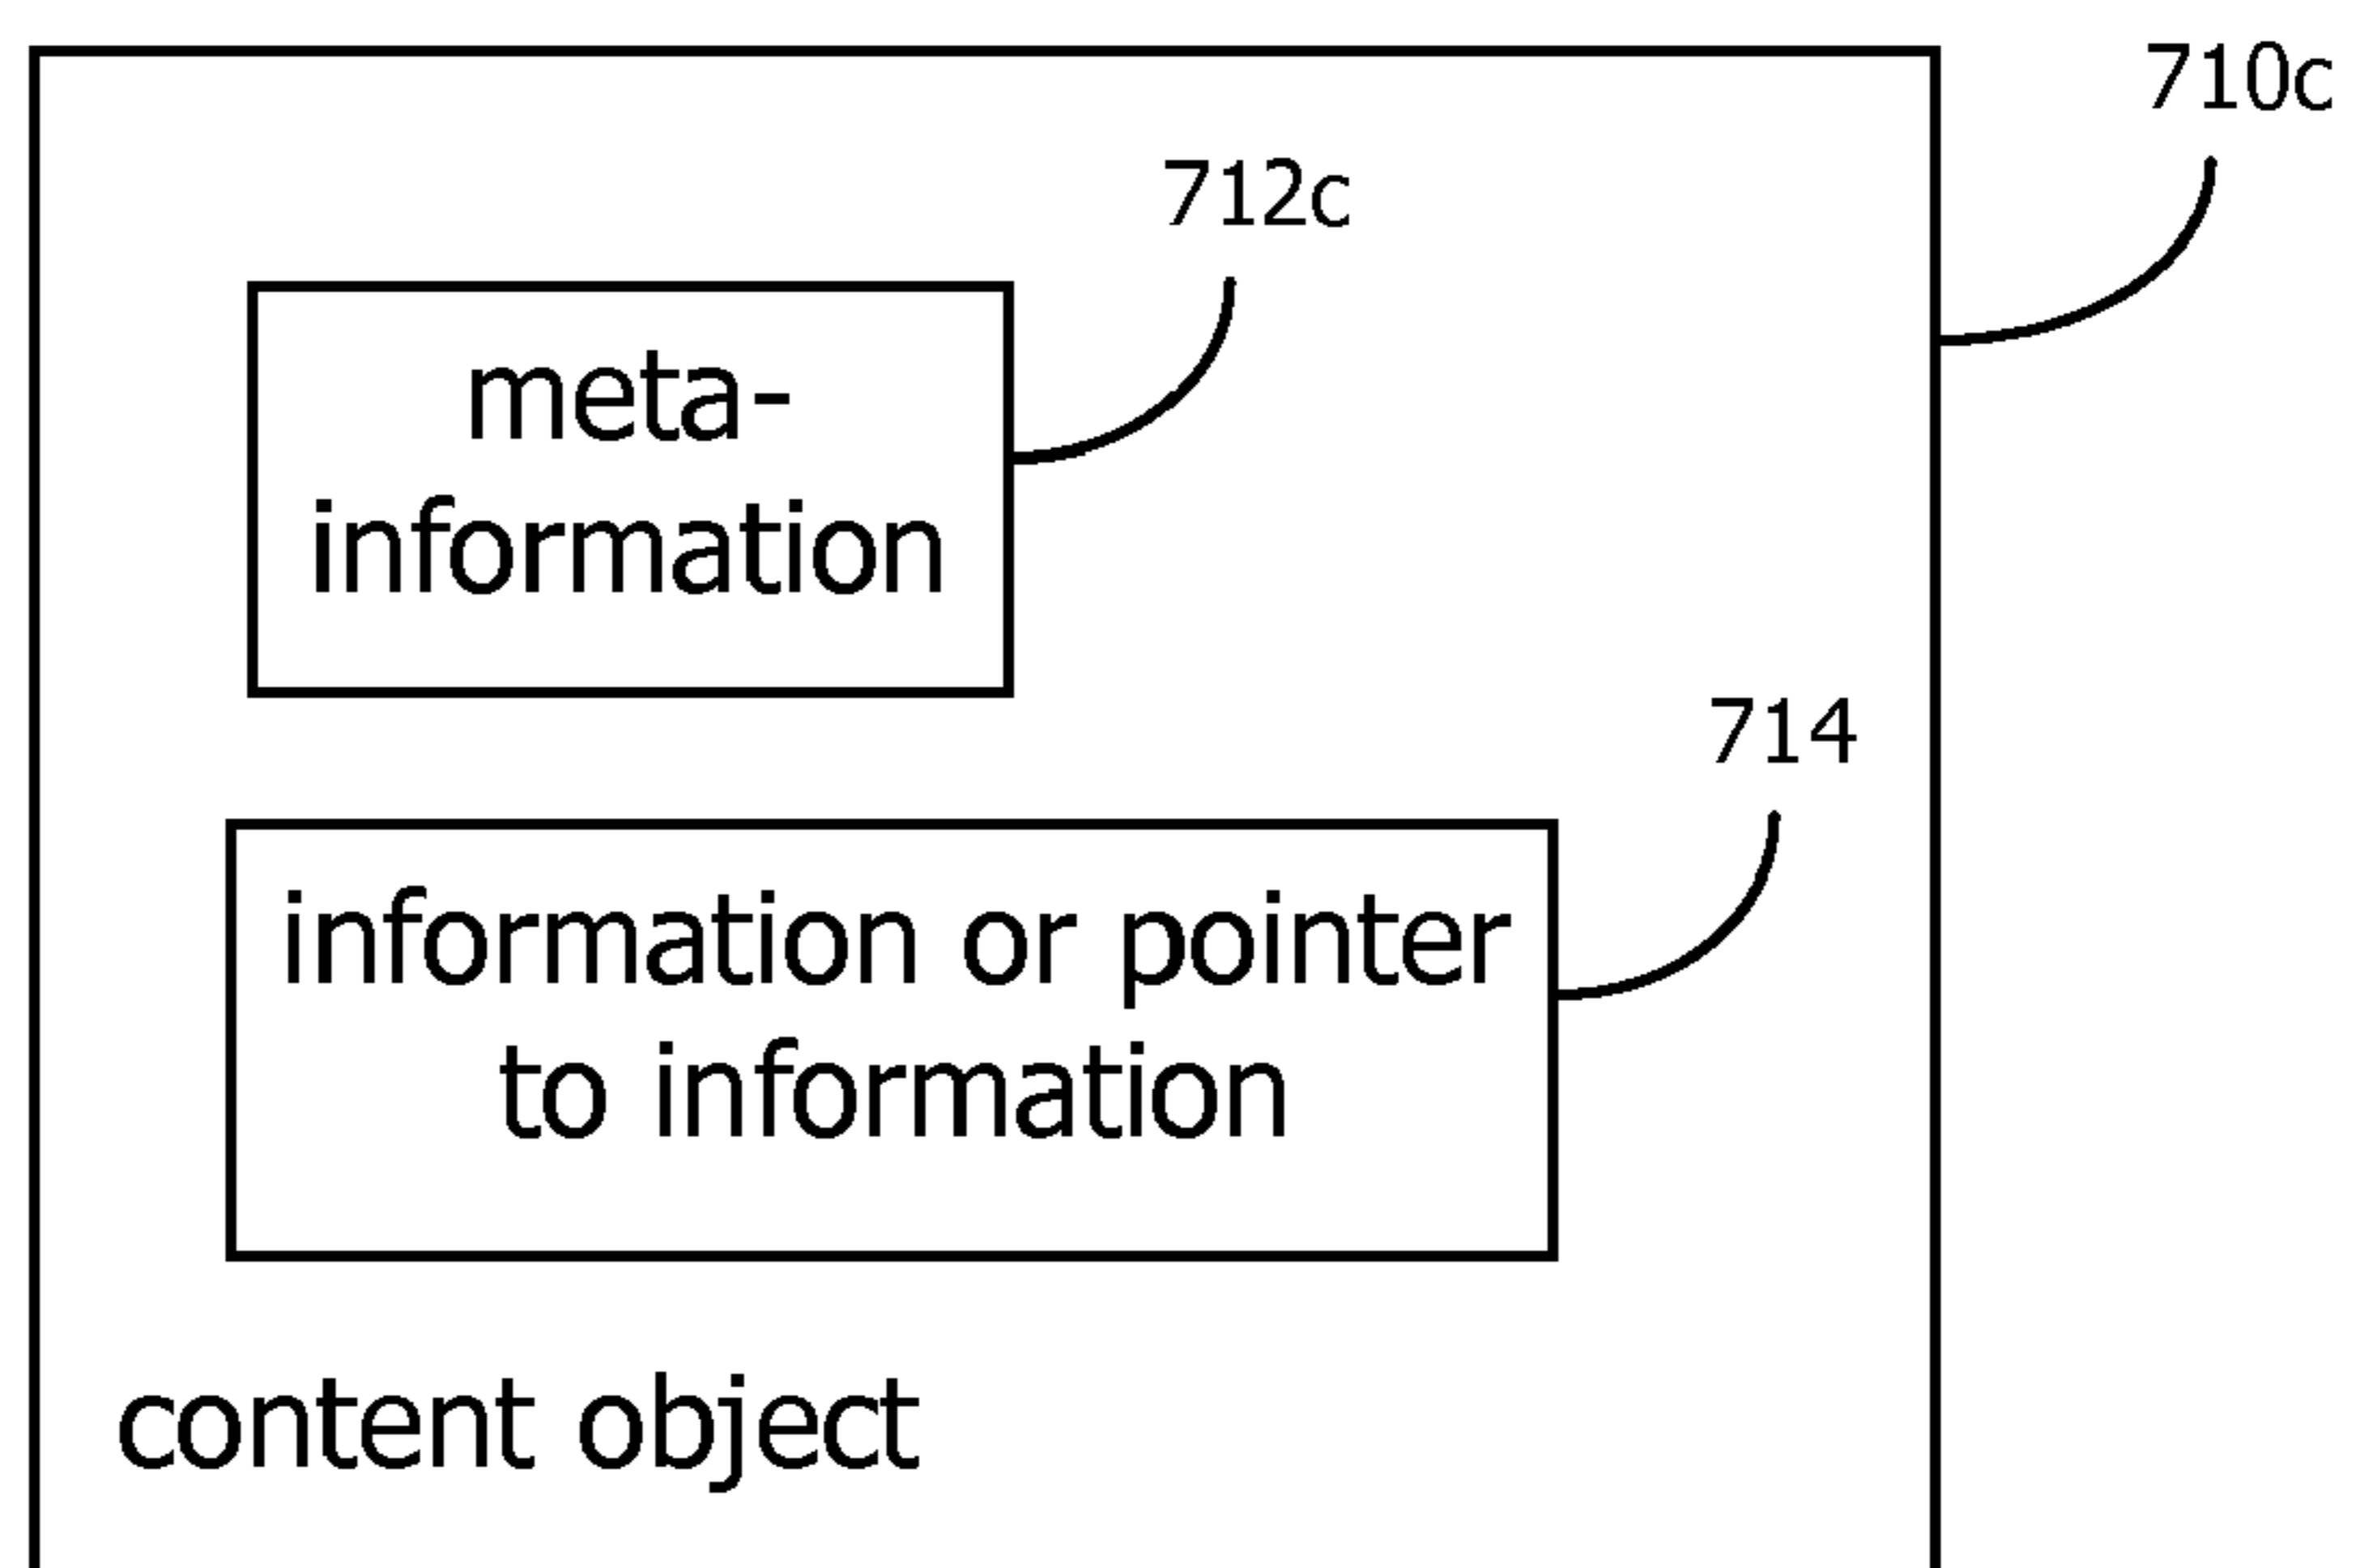 710c
712c
meta-
information
714
information or pointer
to information
content object